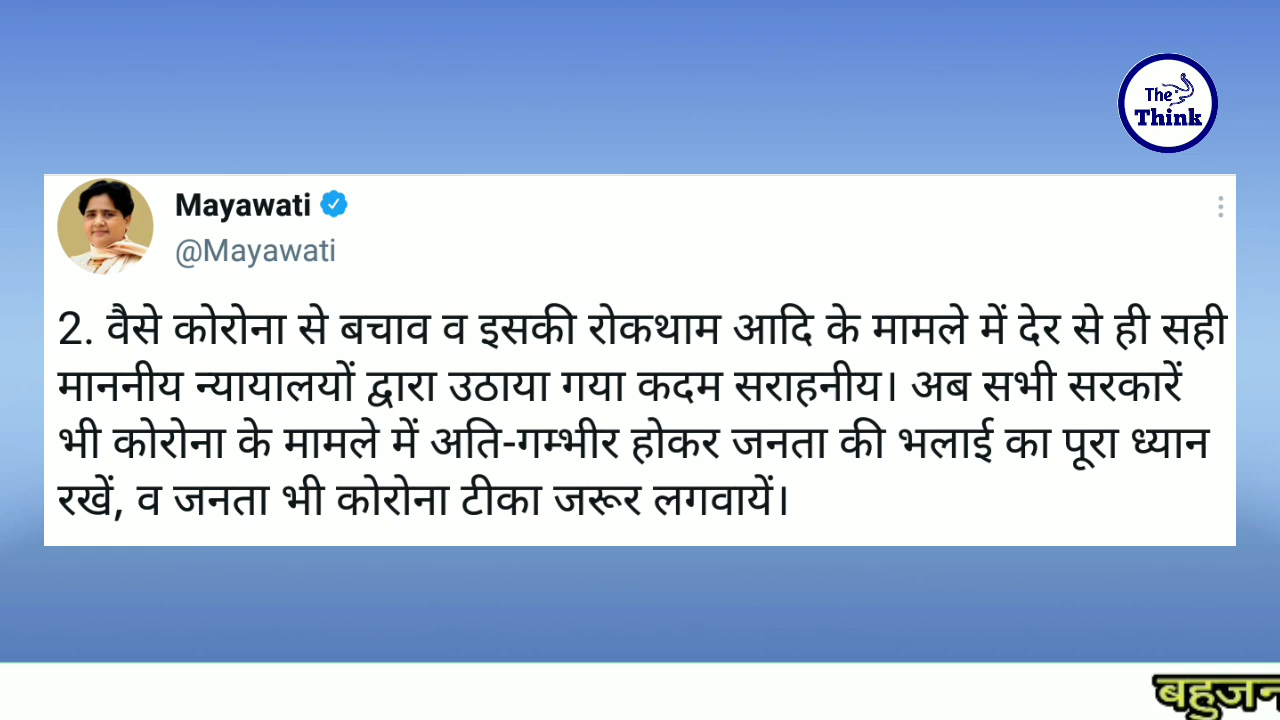 The
Think
Mayawati
@Mayawati
2. वैसे कोरोना से बचाव व इसकी रोकथाम आदि के मामले में देर से ही सही
माननीय न्यायालयों द्वारा उठाया गया कदम सराहनीय। अब सभी सरकारें
भी कोरोना के मामले में अति-गम्भीर होकर जनता की भलाई का पूरा ध्यान
रखें, व जनता भी कोरोना टीका जरूर लगवायें।
बहुजन